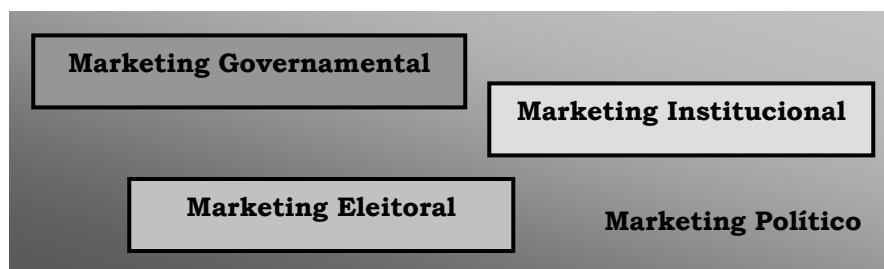 Marketing Governamental
Marketing Institucional
Marketing Eleitoral
Marketing Político